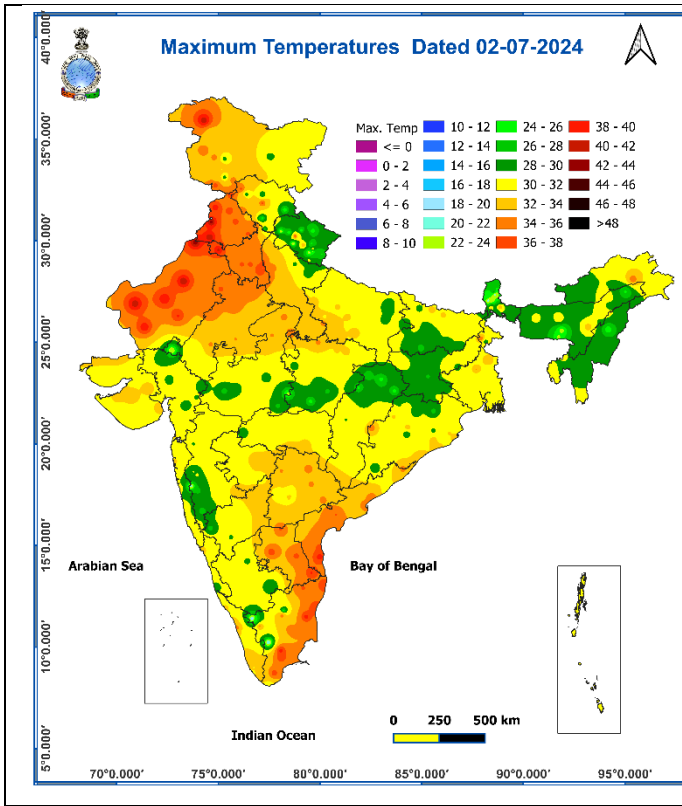 Maximum Temperatures Dated 02-07-2024
Max. Temp
<= 0
0 - 2
2 - 4
4 - 6
6 - 8
8 - 10
10 - 12
12 - 14
14 - 16
16 - 18
18 - 20
20 - 22
22 - 24
24 - 26
26 - 28
28 - 30
30 - 32
32 - 34
34 - 36
36 - 38
38 - 40
40 - 42
42 - 44
44 - 46
46 - 48
>48
40°0.000'
35°0.000'
30°0.000'
25°0.000'
20°0.000'
15°0.000'
10°0.000'
5°0.000'
Arabian Sea
Bay of Bengal
Indian Ocean
0 250 500 km
70°0.000' 75°0.000' 80°0.000' 85°0.000' 90°0.000' 95°0.000'